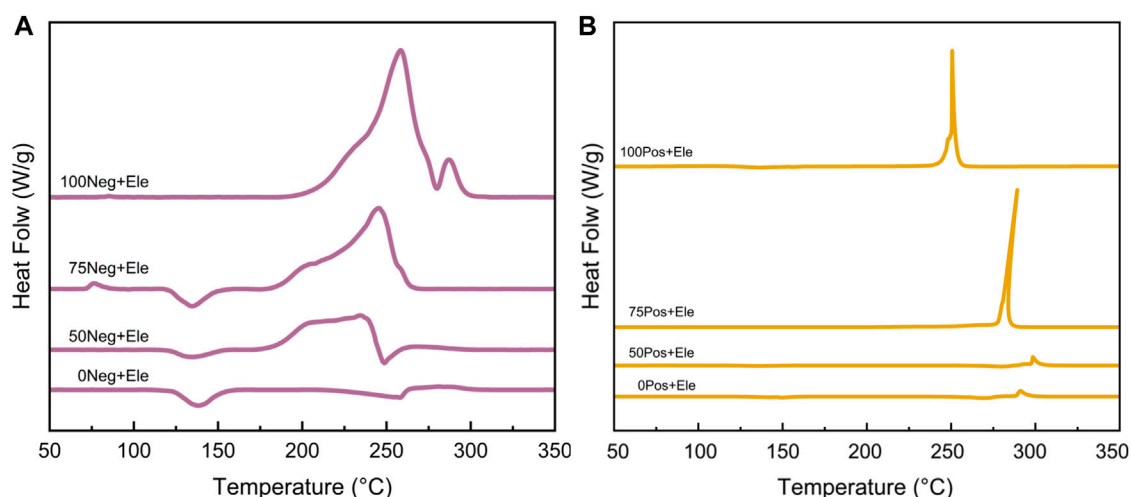 A
Heat Folw (W/g)
100Neg+Ele
75Neg+Ele
50Neg+Ele
0Neg+Ele
50 100 150 200 250 300 350
Temperature (°C)
B
Heat Folw (W/g)
100Pos+Ele
75Pos+Ele
50Pos+Ele
0Pos+Ele
50 100 150 200 250 300 350
Temperature (°C)